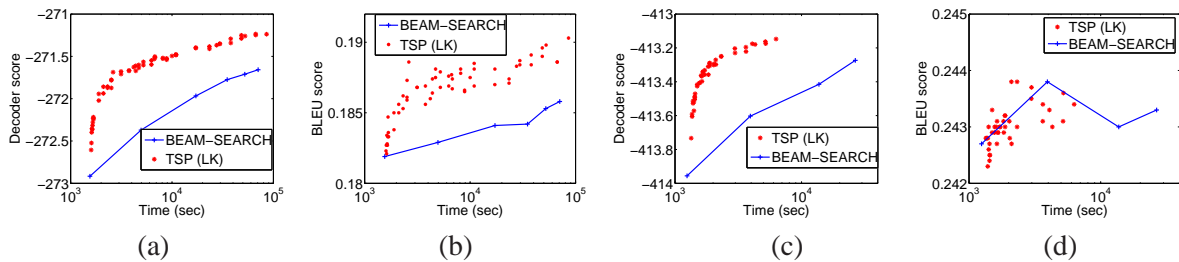 −271
−271.5
−272
−272.5
−273
Decoder score
10^3
10^4
10^5
Time (sec)
BEAM−SEARCH
TSP (LK)
(a)
0.19
0.185
0.18
BLEU score
10^3
10^4
10^5
Time (sec)
BEAM−SEARCH
TSP (LK)
(b)
−413
−413.2
−413.4
−413.6
−413.8
−414
Decoder score
10^3
10^4
Time (sec)
TSP (LK)
BEAM−SEARCH
(c)
0.245
0.244
0.243
0.242
BLEU score
10^3
10^4
Time (sec)
TSP (LK)
BEAM−SEARCH
(d)